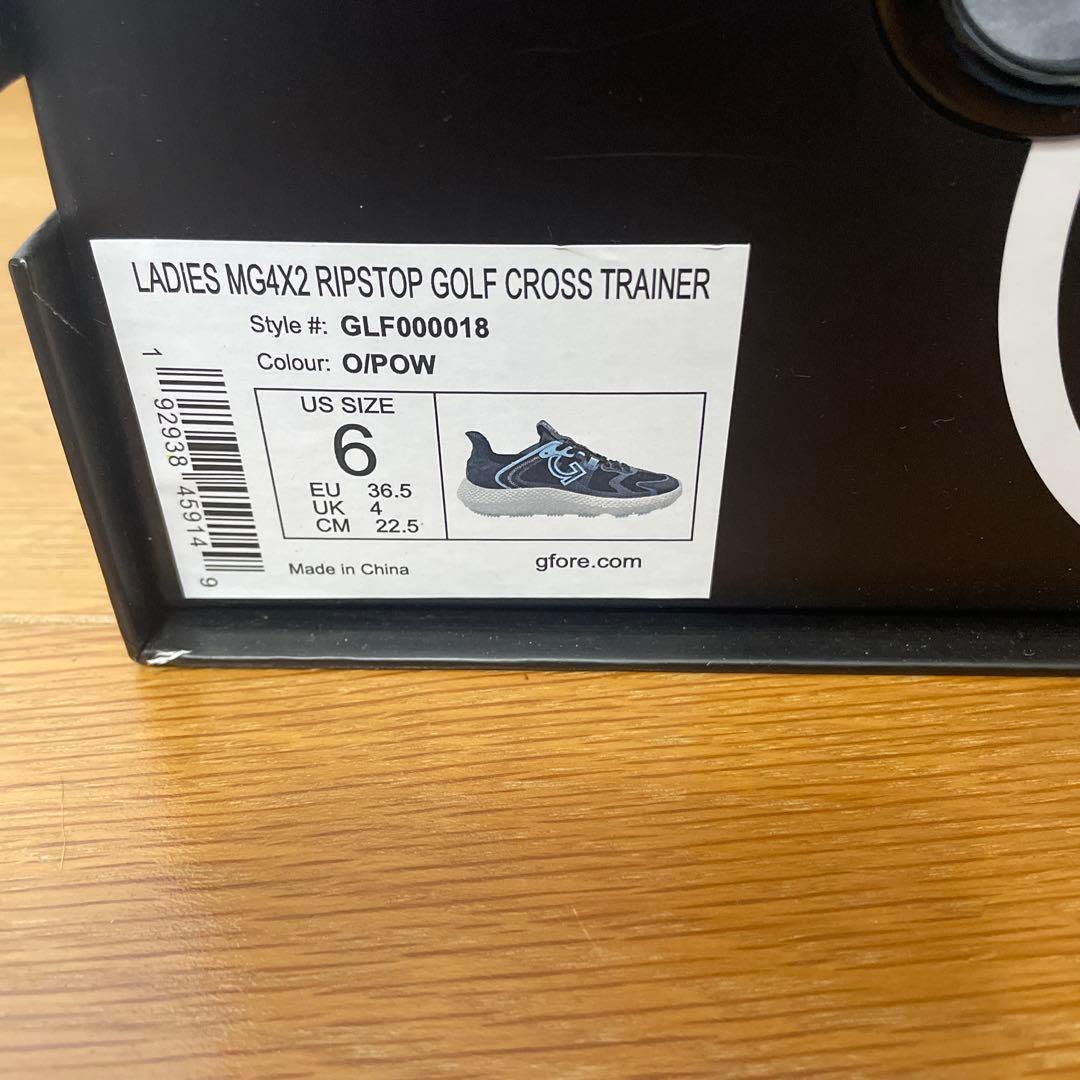 LADIES MG4X2 RIPSTOP GOLF CROSS TRAINER
Style #: GLF000018
Colour: O/POW
US SIZE
6
EU 36.5
UK 4
CM 22.5
Made in China
gfore.com
1 92938 45914 9